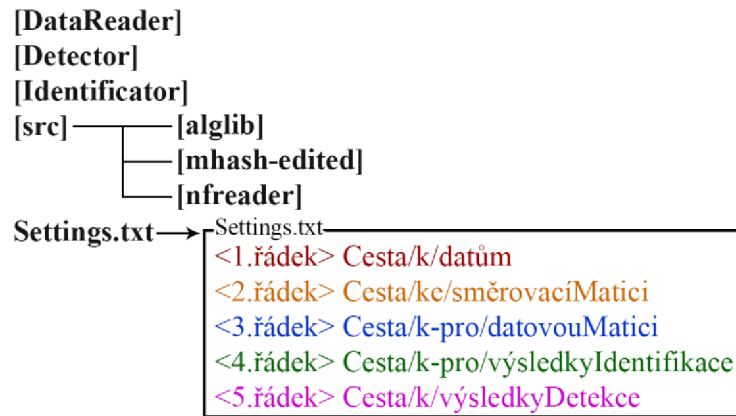 [DataReader]
[Detector]
[Identificator]
[src] [alglib]
[mhash-edited]
[nfreader]
Settings.txt Settings.txt
<1.řádek> Cesta/k/datům
<2.řádek> Cesta/ke/směrovacíMatici
<3.řádek> Cesta/k-pro/datovouMatici
<4.řádek> Cesta/k-pro/výsledkyIdentifikace
<5.řádek> Cesta/k/výsledkyDetekce